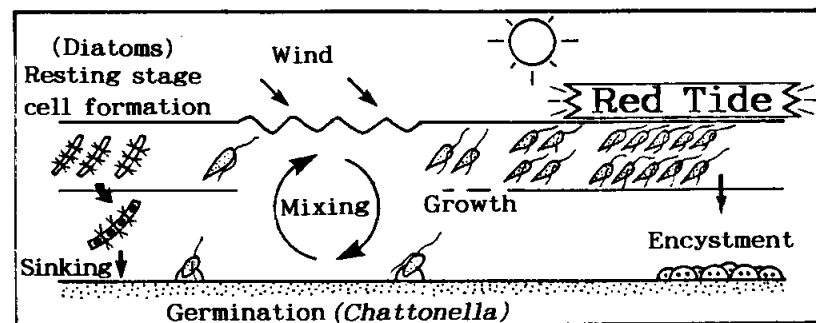 (Diatoms)
Resting stage
cell formation
Wind
Red Tide
Mixing
Growth
Sinking
Encystment
Germination (Chattonella)